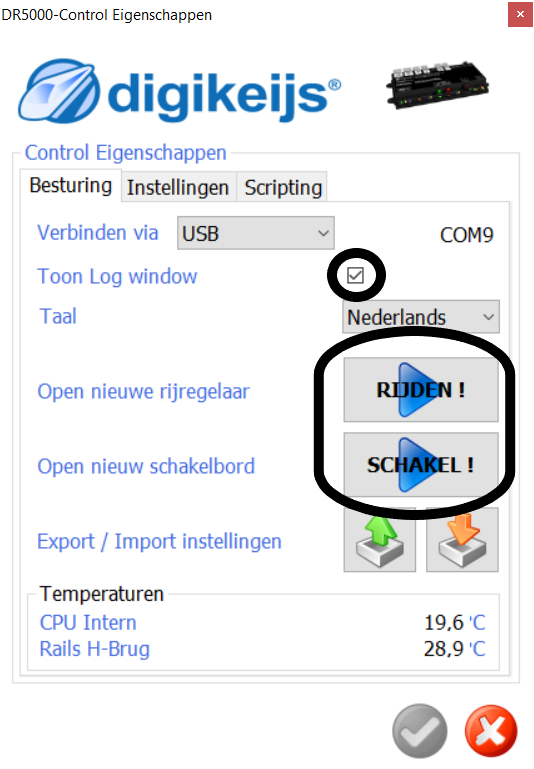 DR5000-Control Eigenschappen
digikeijs®
Control Eigenschappen
Besturing Instellingen Scripting
Verbinden via USB COM9
Toon Log window
Taal Nederlands
Open nieuwe rijregelaar RIJDEN !
Open nieuw schakelbord SCHAKEL !
Export / Import instellingen
Temperaturen
CPU Intern 19,6 'C
Rails H-Brug 28,9 'C